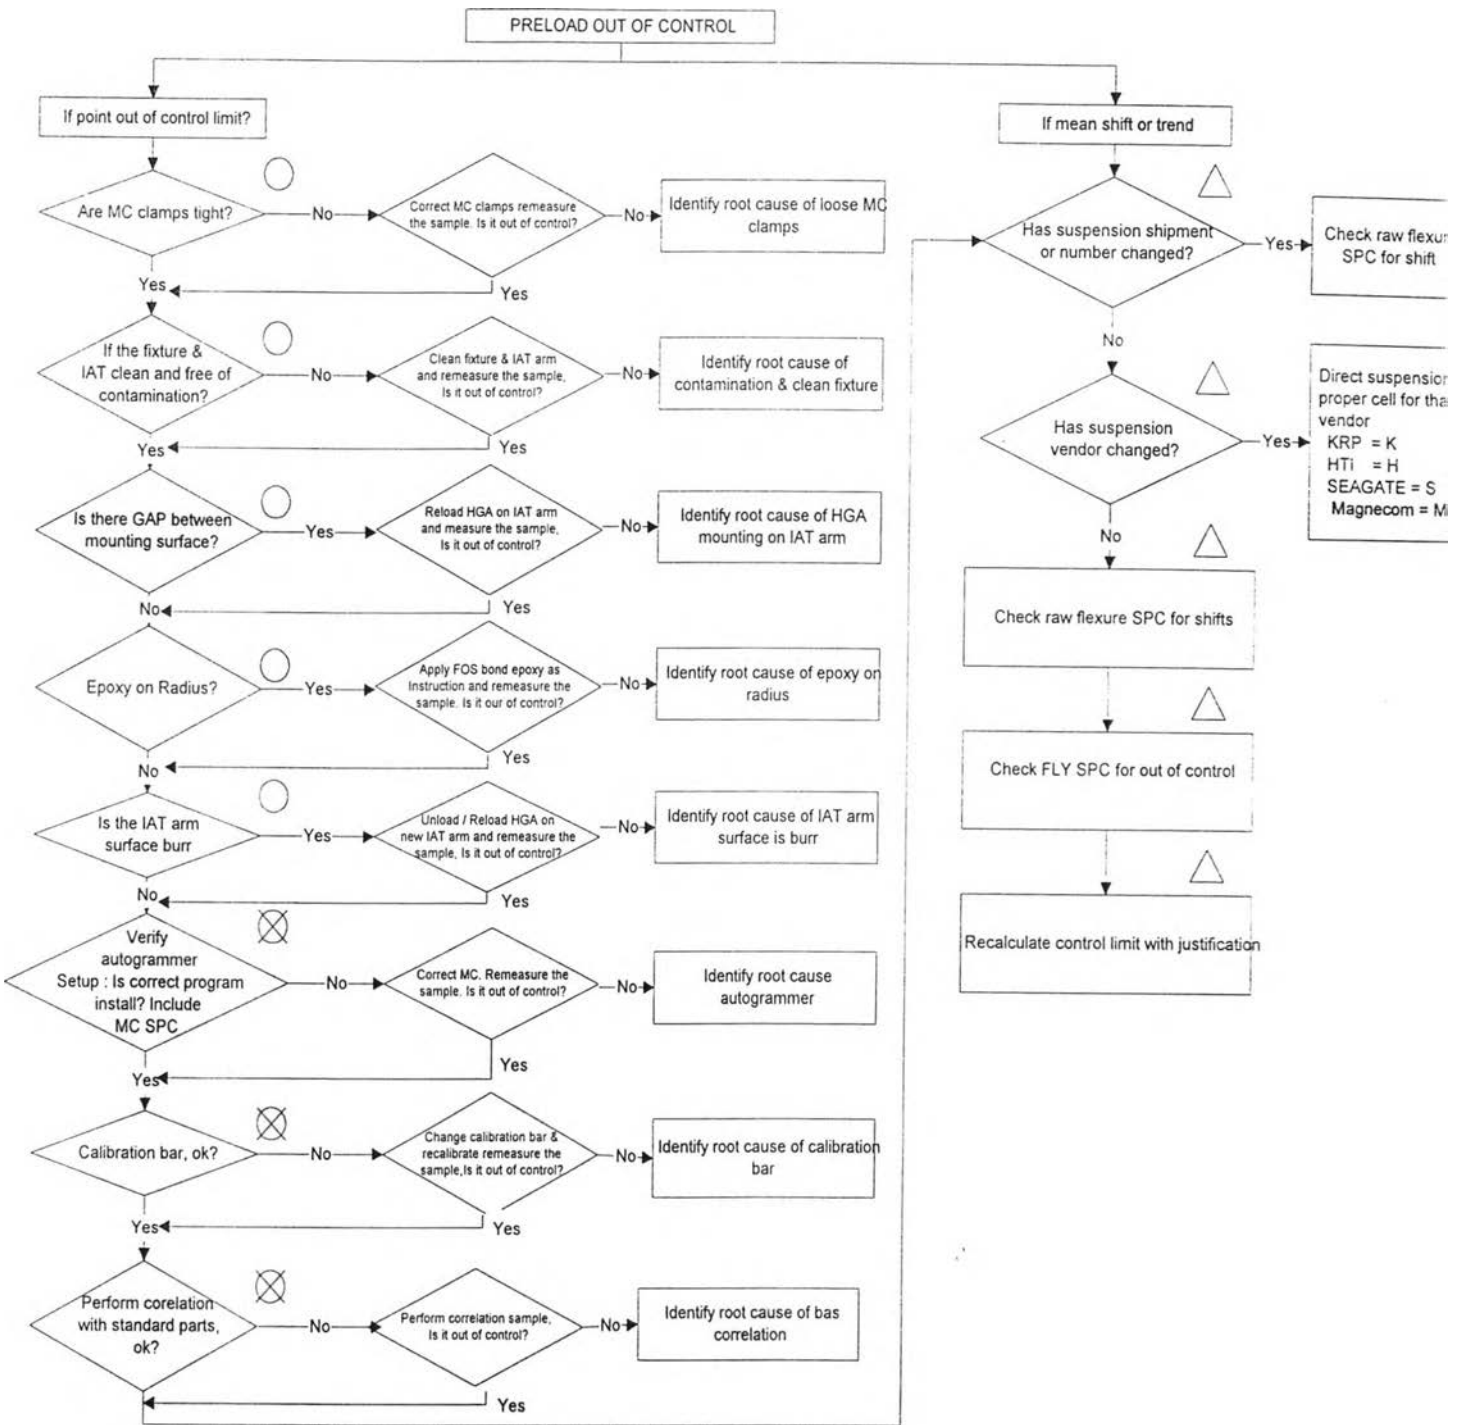 PRELOAD OUT OF CONTROL
If point out of control limit?
Are MC clamps tight?
No
Correct MC clamps remeasure
the sample. Is it out of control?
No
Identify root cause of loose MC
clamps
Yes
Yes
If the fixture &
IAT clean and free of
contamination?
No
Clean fixture & IAT arm
and remeasure the sample,
Is it out of control?
No
Identify root cause of
contamination & clean fixture
Yes
Yes
Is there GAP between
mounting surface?
Yes
Reload HGA on IAT arm
and measure the sample,
Is it out of control?
No
Identify root cause of HGA
mounting on IAT arm
No
Yes
Epoxy on Radius?
Yes
Apply FOS bond epoxy as
Instruction and remeasure the
sample. Is it our of control?
No
Identify root cause of epoxy on
radius
No
Yes
Is the IAT arm
surface burr
Yes
Unload / Reload HGA on
new IAT arm and remeasure the
sample, Is it out of control?
No
Identify root cause of IAT arm
surface is burr
No
Yes
Verify
autogrammer
Setup : Is correct program
install? Include
MC SPC
No
Correct MC. Remeasure the
sample. Is it out of control?
No
Identify root cause
autogrammer
Yes
Yes
Calibration bar, ok?
No
Change calibration bar &
recalibrate remeasure the
sample,Is it out of control?
No
Identify root cause of calibration
bar
Yes
Yes
Perform corelation
with standard parts,
ok?
No
Perform correlation sample,
Is it out of control?
No
Identify root cause of bas
correlation
Yes
If mean shift or trend
Has suspension shipment
or number changed?
Yes
Check raw flexur
SPC for shift
No
Has suspension
vendor changed?
Yes
Direct suspension
proper cell for tha
vendor
KRP = K
HTi = H
SEAGATE = S
Magnecom = M
No
Check raw flexure SPC for shifts
Check FLY SPC for out of control
Recalculate control limit with justification